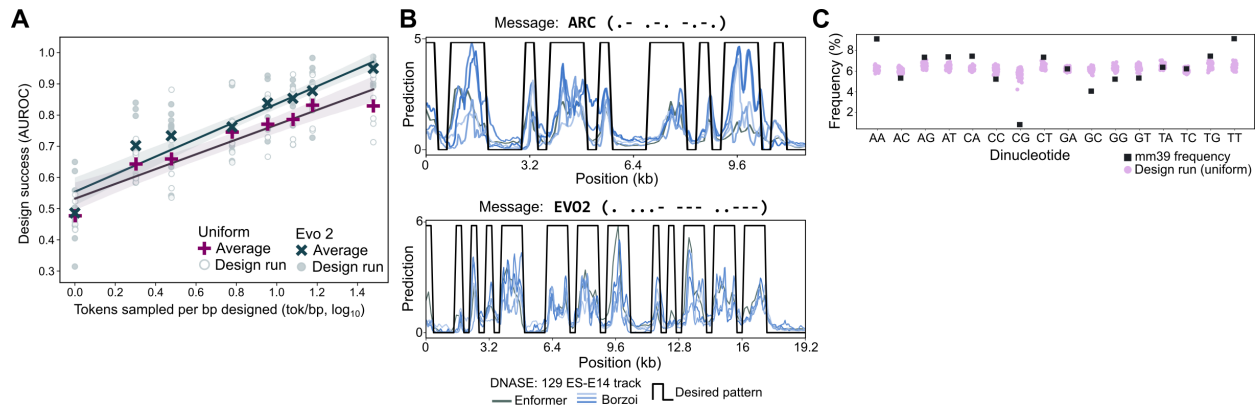 A
Design success (AUROC)
1.0
0.9
0.8
0.7
0.6
0.5
0.4
0.3
Uniform
Average
Design run
Evo 2
Average
Design run
0.0 0.2 0.4 0.6 0.8 1.0 1.2 1.4
Tokens sampled per bp designed (tok/bp, log₁₀)
B
Message: ARC (.- .-. -.-.)
Prediction
5
0
0 3.2 6.4 9.6
Position (kb)
Message: EVO2 (. ...- --- ..---)
Prediction
6
0
0 3.2 6.4 9.6 12.8 16 19.2
Position (kb)
DNASE: 129 ES-E14 track
Enformer
Borzoi
Desired pattern
C
Frequency (%)
8
6
4
2
AA AC AG AT CA CC CG CT GA GC GG GT TA TC TG TT
Dinucleotide
mm39 frequency
Design run (uniform)